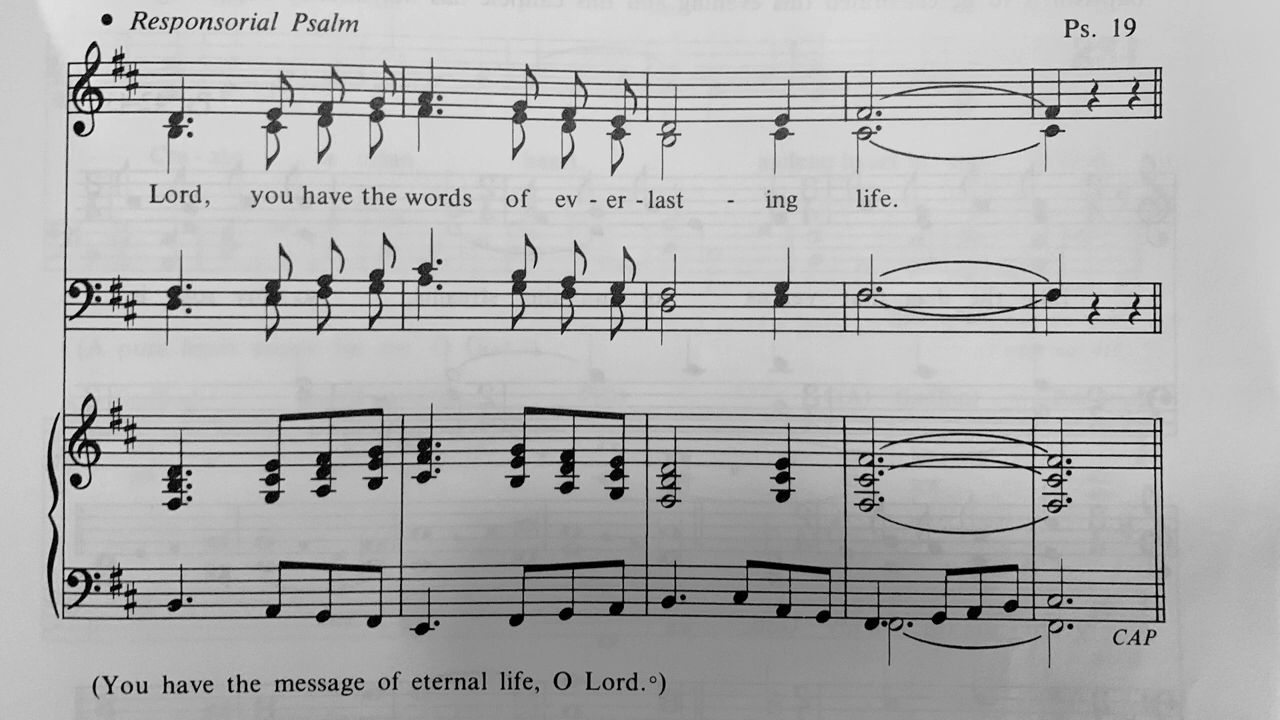 • Responsorial Psalm Ps. 19
Lord, you have the words of ev - er - last - ing life.
CAP
(You have the message of eternal life, O Lord.°)